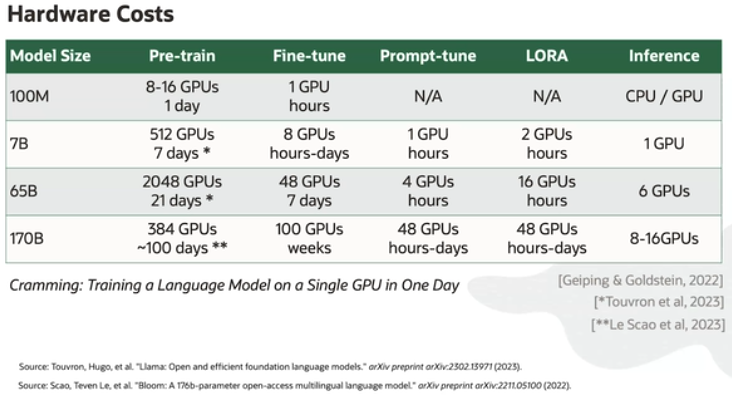 Hardware Costs
Model Size Pre-train Fine-tune Prompt-tune LORA Inference
100M 8-16 GPUs 1 day 1 GPU hours N/A N/A CPU / GPU
7B 512 GPUs 7 days * 8 GPUs hours-days 1 GPU hours 2 GPUs hours 1 GPU
65B 2048 GPUs 21 days * 48 GPUs 7 days 4 GPUs hours 16 GPUs hours 6 GPUs
170B 384 GPUs ~100 days ** 100 GPUs weeks 48 GPUs hours-days 48 GPUs hours-days 8-16GPUs
Cramming: Training a Language Model on a Single GPU in One Day
[Geiping & Goldstein, 2022]
[*Touvron et al, 2023]
[**Le Scao et al, 2023]
Source: Touvron, Hugo, et al. "Llama: Open and efficient foundation language models." arXiv preprint arXiv:2302.13971 (2023).
Source: Scao, Teven Le, et al. "Bloom: A 176b-parameter open-access multilingual language model." arXiv preprint arXiv:2211.05100 (2022).